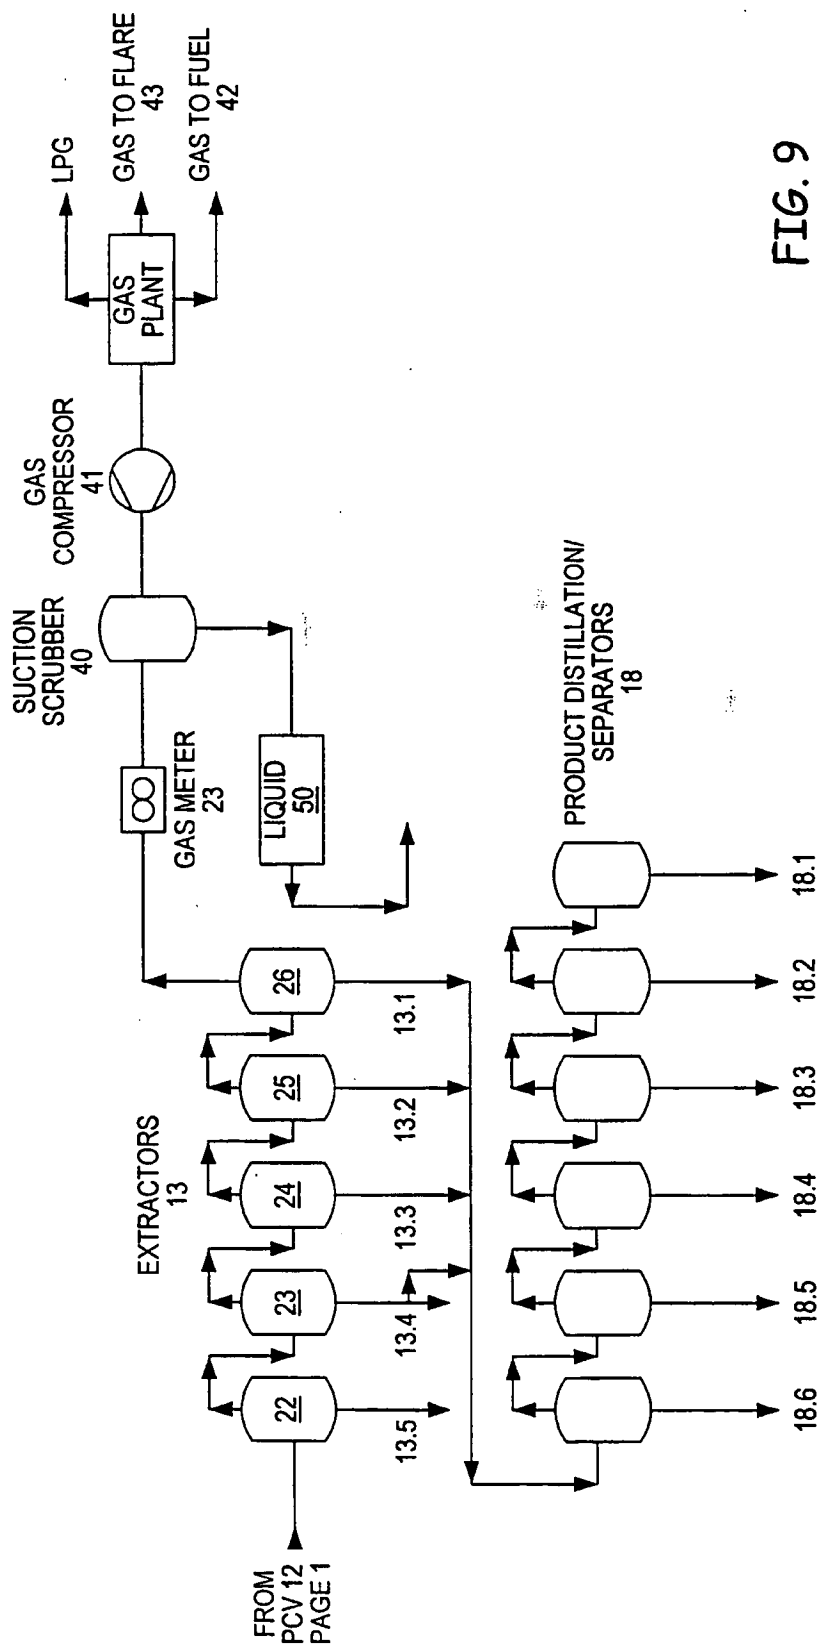 FROM
PCV 12
PAGE 1
EXTRACTORS
13
22
23
24
25
26
13.5
13.4
13.3
13.2
13.1
GAS METER
23
SUCTION
SCRUBBER
40
LIQUID
50
GAS
COMPRESSOR
41
GAS
PLANT
LPG
GAS TO FLARE
43
GAS TO FUEL
42
PRODUCT DISTILLATION/
SEPARATORS
18
18.6
18.5
18.4
18.3
18.2
18.1
FIG. 9